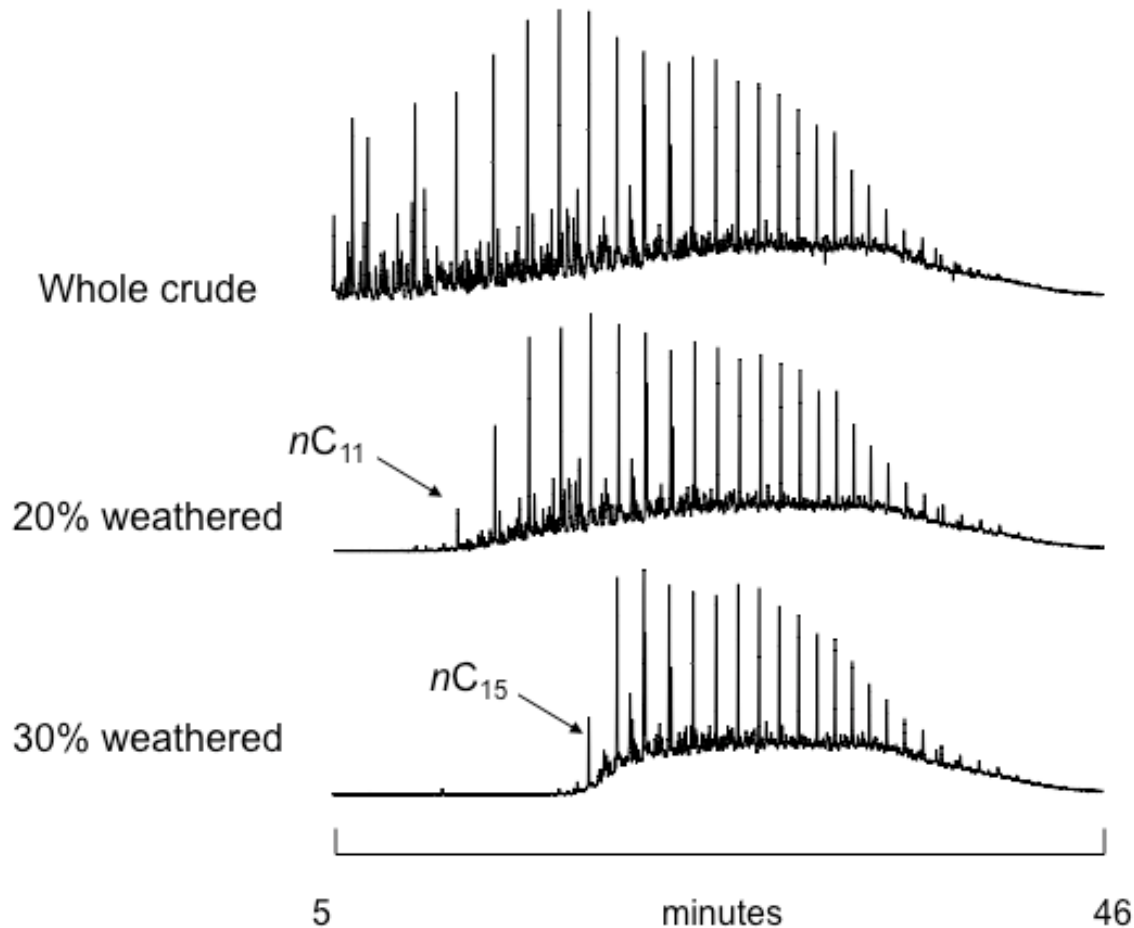 Whole crude
nC₁₁
20% weathered
nC₁₅
30% weathered
5 minutes 46